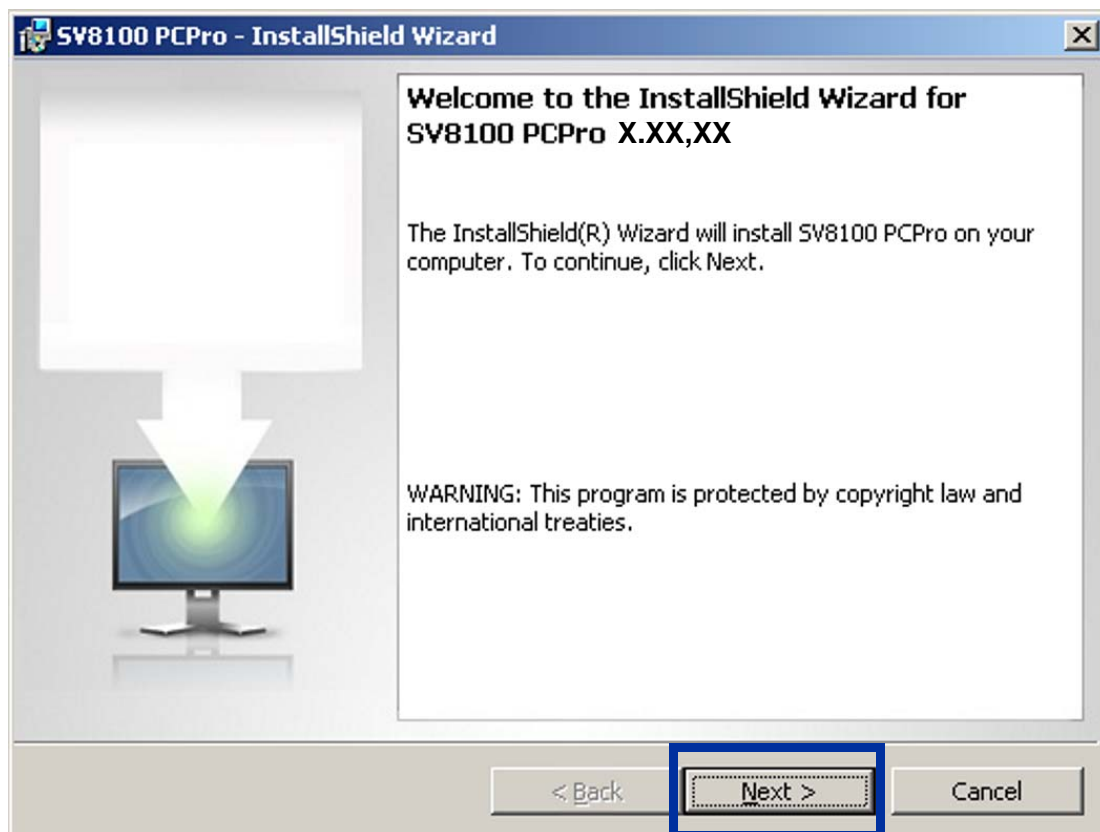 SV8100 PCPro - InstallShield Wizard
Welcome to the InstallShield Wizard for
SV8100 PCPro X.XX,XX
The InstallShield(R) Wizard will install SV8100 PCPro on your
computer. To continue, click Next.
WARNING: This program is protected by copyright law and
international treaties.
< Back Next > Cancel